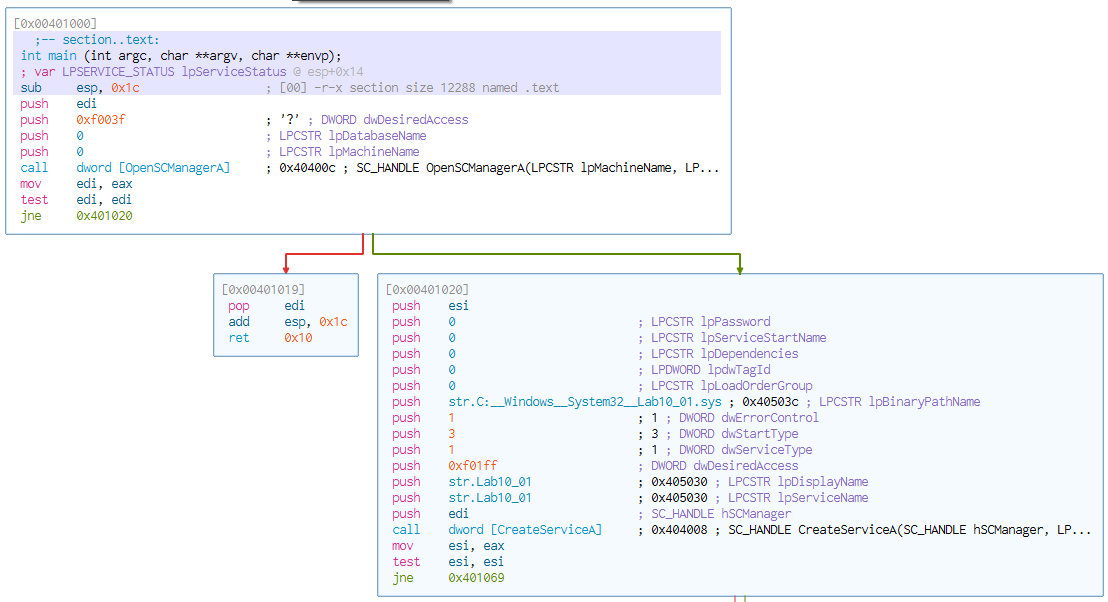 [0x00401000]
;-- section..text:
int main (int argc, char **argv, char **envp);
; var LPSERVICE_STATUS lpServiceStatus @ esp+0x14
sub esp, 0x1c ; [00] -r-x section size 12288 named .text
push edi
push 0xf003f ; '?' ; DWORD dwDesiredAccess
push 0 ; LPCSTR lpDatabaseName
push 0 ; LPCSTR lpMachineName
call dword [OpenSCManagerA] ; 0x40400c ; SC_HANDLE OpenSCManagerA(LPCSTR lpMachineName, LP...
mov edi, eax
test edi, edi
jne 0x401020
[0x00401019]
pop edi
add esp, 0x1c
ret 0x10
[0x00401020]
push esi
push 0 ; LPCSTR lpPassword
push 0 ; LPCSTR lpServiceStartName
push 0 ; LPCSTR lpDependencies
push 0 ; LPDWORD lpdwTagId
push 0 ; LPCSTR lpLoadOrderGroup
push str.C:__Windows__System32__Lab10_01.sys ; 0x40503c ; LPCSTR lpBinaryPathName
push 1 ; 1 ; DWORD dwErrorControl
push 3 ; 3 ; DWORD dwStartType
push 1 ; 1 ; DWORD dwServiceType
push 0xf01ff ; DWORD dwDesiredAccess
push str.Lab10_01 ; 0x405030 ; LPCSTR lpDisplayName
push str.Lab10_01 ; 0x405030 ; LPCSTR lpServiceName
push edi ; SC_HANDLE hSCManager
call dword [CreateServiceA] ; 0x404008 ; SC_HANDLE CreateServiceA(SC_HANDLE hSCManager, LP...
mov esi, eax
test esi, esi
jne 0x401069